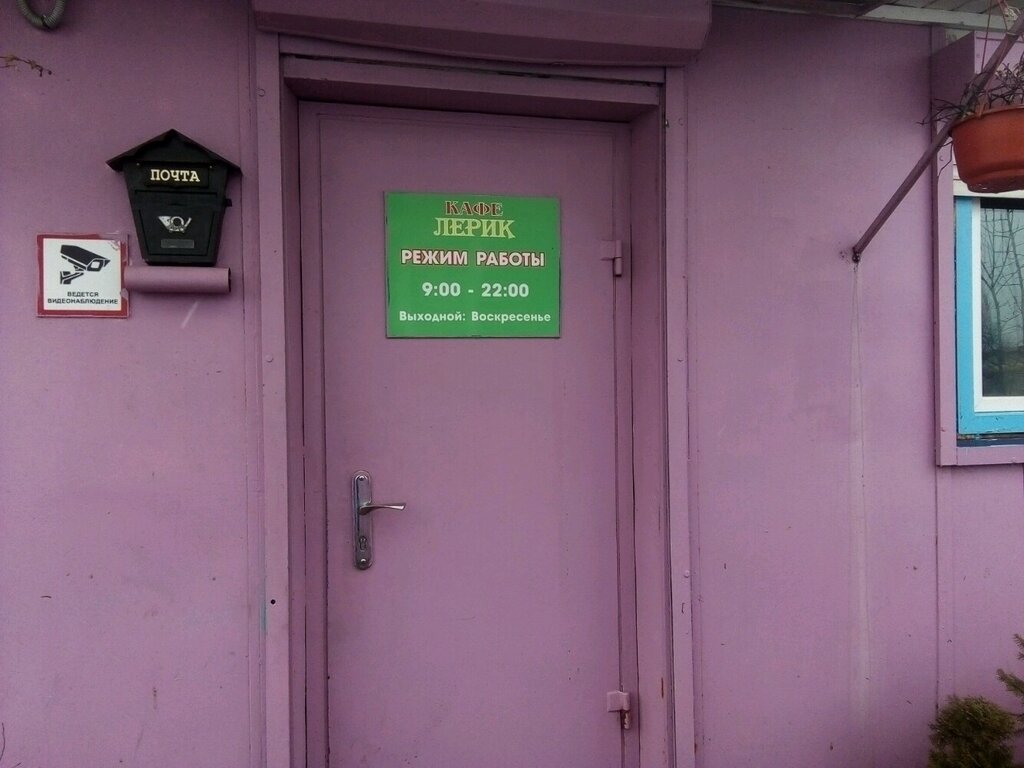 ПОЧТА
ВЕДЕТСЯ
ВИДЕОНАБЛЮДЕНИЕ
КАФЕ
ЛЕРИК
РЕЖИМ РАБОТЫ
9:00 - 22:00
Выходной: Воскресенье